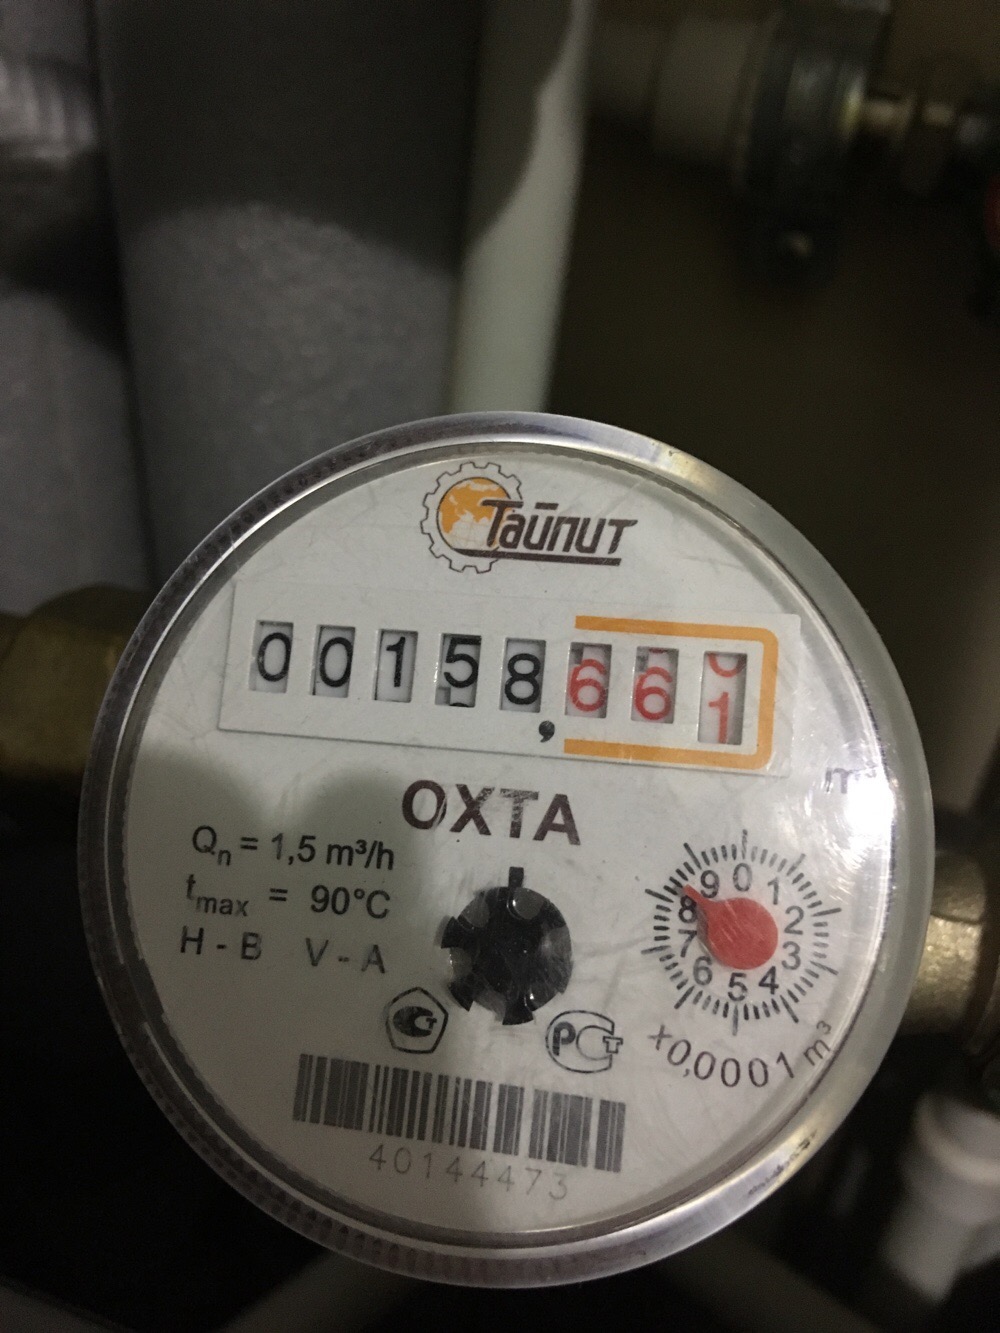 Тайпит
00158,661
m³
OXTA
Qn = 1,5 m³/h
tmax = 90°C
H - B V - A
9 0 1 2 3 4 5 6 7 8
x0,0001 m³
РСТ
40144473